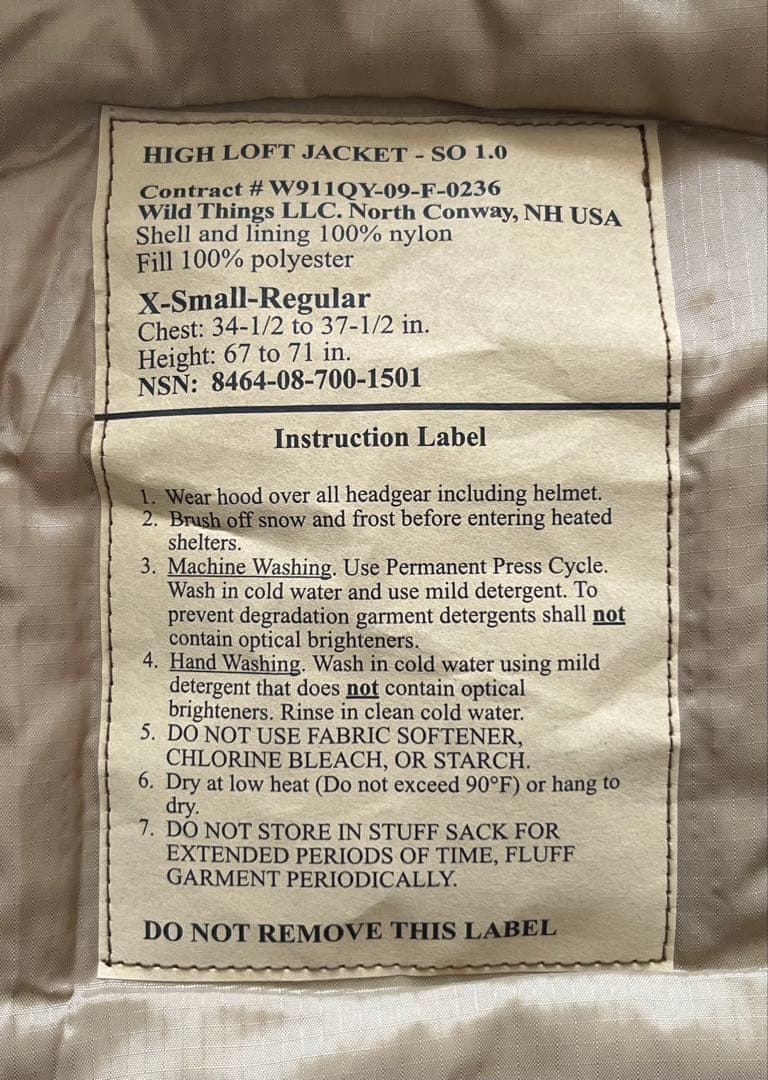 HIGH LOFT JACKET - SO 1.0
Contract # W911QY-09-F-0236
Wild Things LLC. North Conway, NH USA
Shell and lining 100% nylon
Fill 100% polyester
X-Small-Regular
Chest: 34-1/2 to 37-1/2 in.
Height: 67 to 71 in.
NSN: 8464-08-700-1501
Instruction Label
1. Wear hood over all headgear including helmet.
2. Brush off snow and frost before entering heated
shelters.
3. Machine Washing. Use Permanent Press Cycle.
Wash in cold water and use mild detergent. To
prevent degradation garment detergents shall not
contain optical brighteners.
4. Hand Washing. Wash in cold water using mild
detergent that does not contain optical
brighteners. Rinse in clean cold water.
5. DO NOT USE FABRIC SOFTENER,
CHLORINE BLEACH, OR STARCH.
6. Dry at low heat (Do not exceed 90°F) or hang to
dry.
7. DO NOT STORE IN STUFF SACK FOR
EXTENDED PERIODS OF TIME, FLUFF
GARMENT PERIODICALLY.
DO NOT REMOVE THIS LABEL